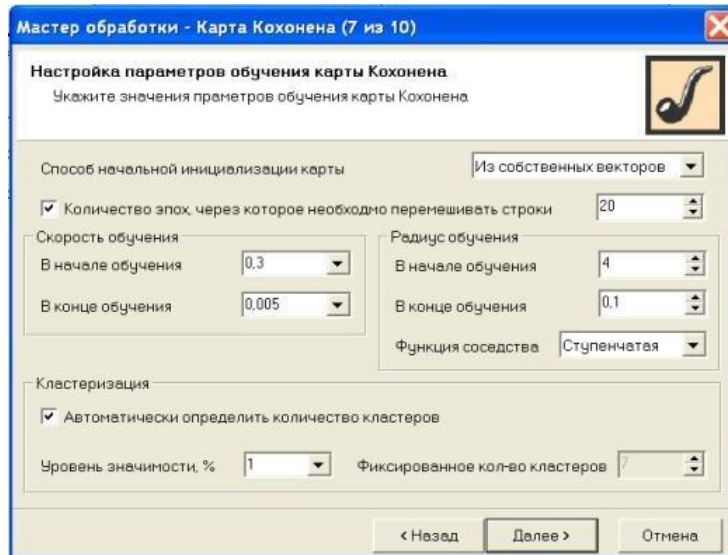 Мастер обработки - Карта Кохонена (7 из 10)
Настройка параметров обучения карты Кохонена
Укажите значения праметров обучения карты Кохонена
Способ начальной инициализации карты
Из собственных векторов
Количество эпох, через которое необходмо перемешивать строки
20
Скорость обучения
В начале обучения
0,3
В конце обучения
0,005
Радиус обучения
В начале обучения
4
В конце обучения
0,1
Функция соседства
Ступенчатая
Кластеризация
Автоматически определить количество кластеров
Уровень значимости, %
1
Фиксированное кол-во кластеров
7
< Назад
Далее >
Отмена